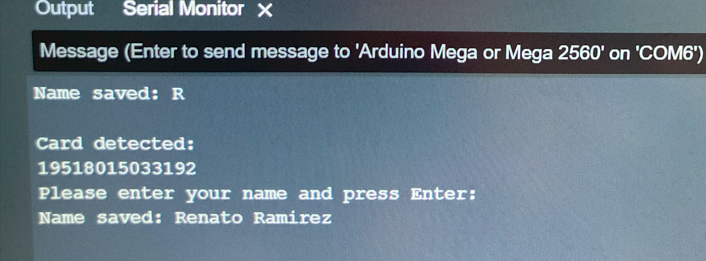 Output Serial Monitor ×
Message (Enter to send message to 'Arduino Mega or Mega 2560' on 'COM6')
Name saved: R
Card detected:
19518015033192
Please enter your name and press Enter:
Name saved: Renato Ramirez